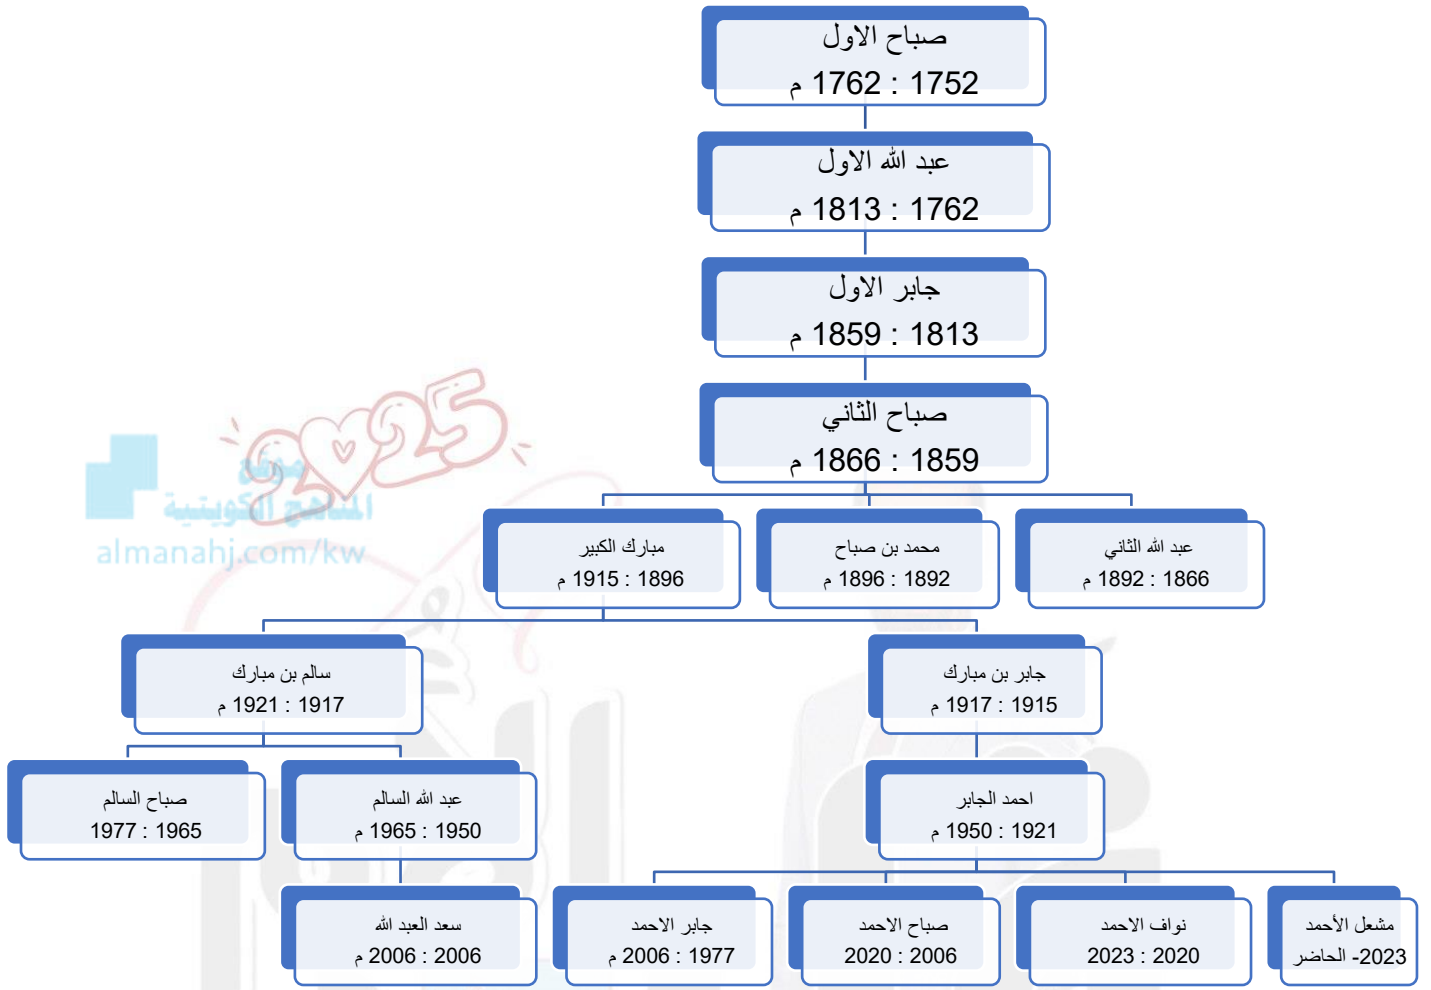 صباح الاول
1752 : 1762 م
عبد الله الاول
1762 : 1813 م
جابر الاول
1813 : 1859 م
صباح الثاني
1859 : 1866 م
2025
موقع
المناهج الكويتية
almanahj.com/kw
عبد الله الثاني
1866 : 1892 م
محمد بن صباح
1892 : 1896 م
مبارك الكبير
1896 : 1915 م
جابر بن مبارك
1915 : 1917 م
سالم بن مبارك
1917 : 1921 م
احمد الجابر
1921 : 1950 م
عبد الله السالم
1950 : 1965 م
صباح السالم
1965 : 1977
مشعل الأحمد
2023- الحاضر
نواف الاحمد
2020 : 2023
صباح الاحمد
2006 : 2020
جابر الاحمد
1977 : 2006 م
سعد العبد الله
2006 : 2006 م